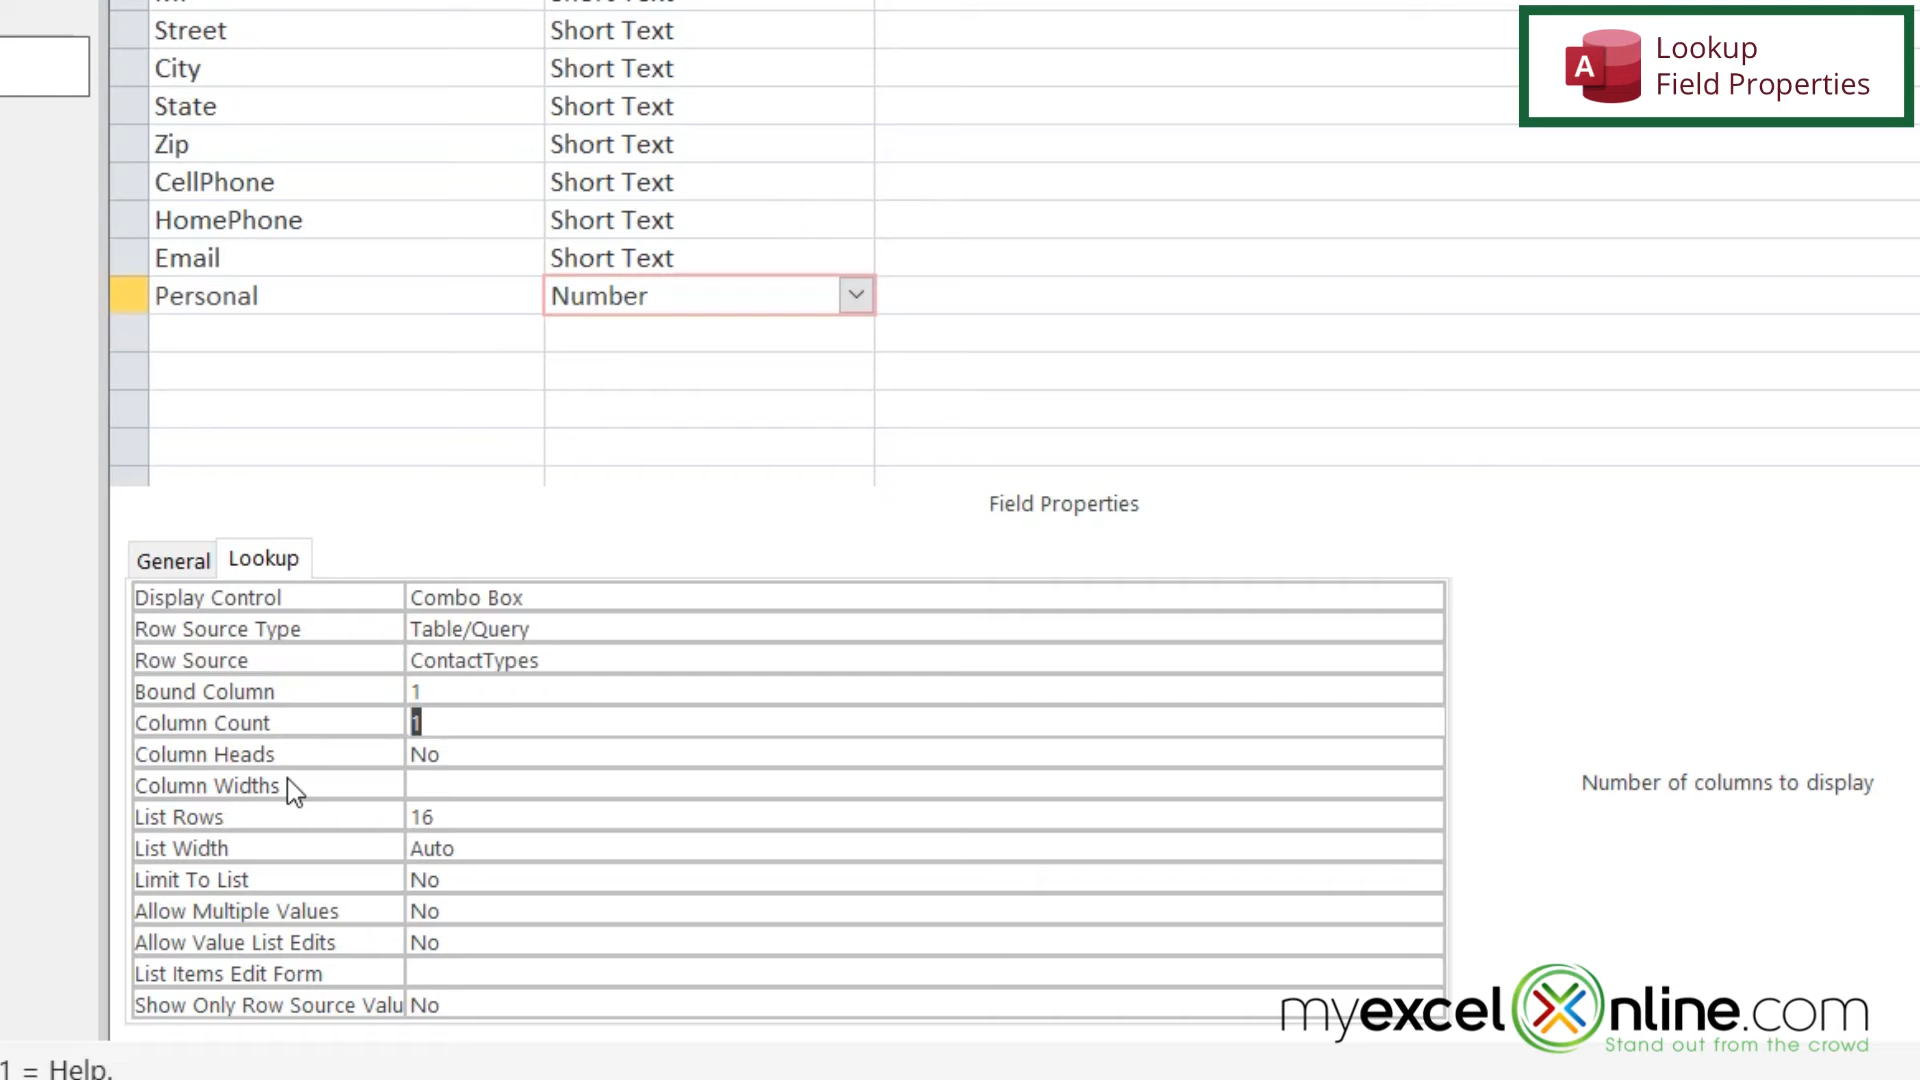 Short Text
Street Short Text
City Short Text
State Short Text
Zip Short Text
CellPhone Short Text
HomePhone Short Text
Email Short Text
Personal Number
A
Lookup
Field Properties
Field Properties
General Lookup
Display Control Combo Box
Row Source Type Table/Query
Row Source ContactTypes
Bound Column 1
Column Count 1
Column Heads No
Column Widths
List Rows 16
List Width Auto
Limit To List No
Allow Multiple Values No
Allow Value List Edits No
List Items Edit Form
Show Only Row Source Valu No
Number of columns to display
myexcelonline.com
Stand out from the crowd
1 = Help.